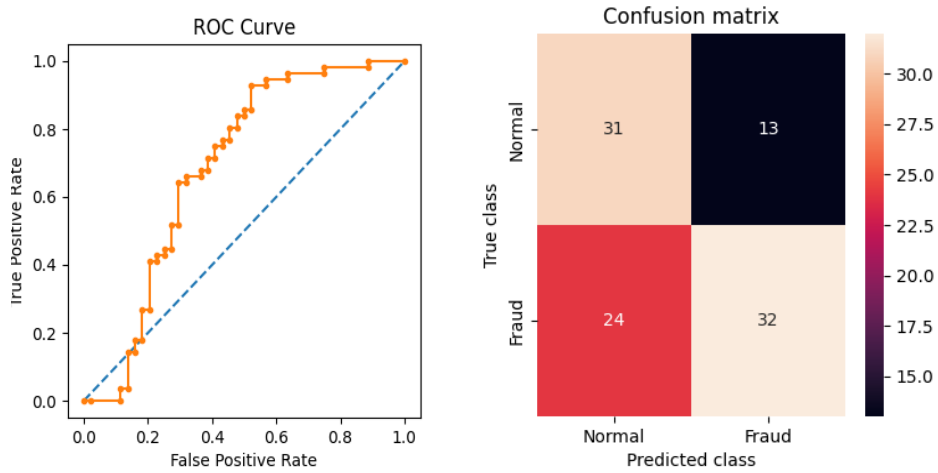 ROC Curve
True Positive Rate
1.0
0.8
0.6
0.4
0.2
0.0
0.0 0.2 0.4 0.6 0.8 1.0
False Positive Rate
Confusion matrix
True class
Normal
Fraud
31 13
24 32
Normal Fraud
Predicted class
30.0
27.5
25.0
22.5
20.0
17.5
15.0